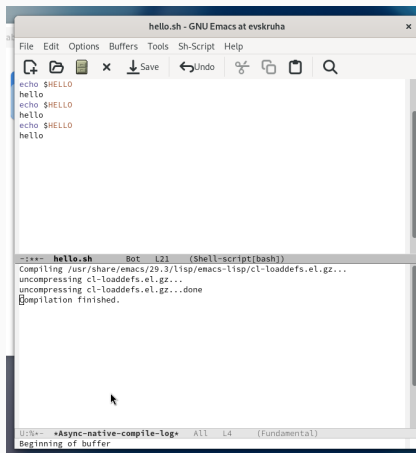 hello.sh - GNU Emacs at evskruha ×
File Edit Options Buffers Tools Sh-Script Help
Save Undo
echo $HELLO
hello
echo $HELLO
hello
echo $HELLO
hello
-:**- hello.sh Bot L21 (Shell-script[bash])
Compiling /usr/share/emacs/29.3/lisp/emacs-lisp/cl-loaddefs.el.gz...
uncompressing cl-loaddefs.el.gz...
uncompressing cl-loaddefs.el.gz...done
Compilation finished.
U:%*- *Async-native-compile-log* All L4 (Fundamental)
Beginning of buffer